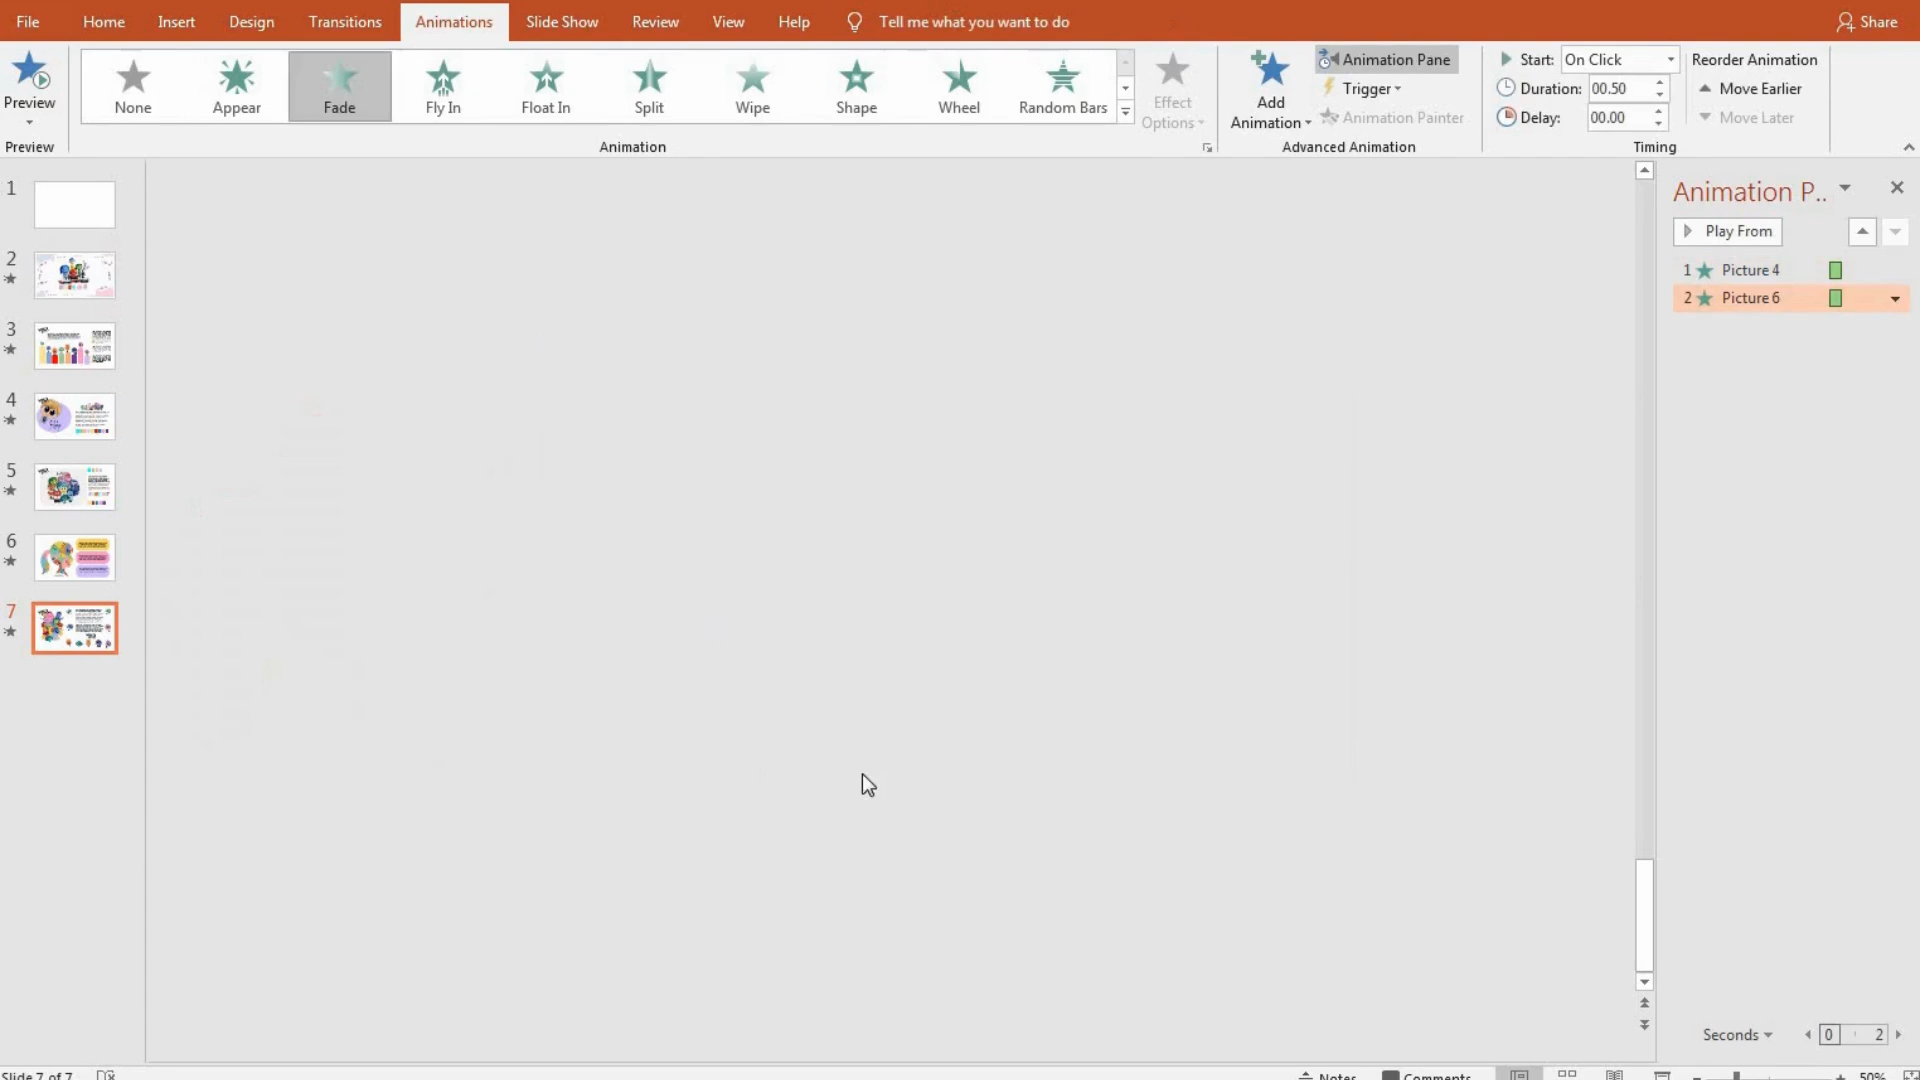 File Home Insert Design Transitions Animations Slide Show Review View Help Tell me what you want to do Share
Preview
None Appear Fade Fly In Float In Split Wipe Shape Wheel Random Bars
Effect Options
Add Animation
Animation Pane
Trigger
Animation Painter
Start: On Click
Duration: 00.50
Delay: 00.00
Reorder Animation
Move Earlier
Move Later
Preview Animation Advanced Animation Timing
1
2
3
4
5
6
7
Animation P..
Play From
1 Picture 4
2 Picture 6
Seconds 0 2
Slide 7 of 7 Notes Comments 50%